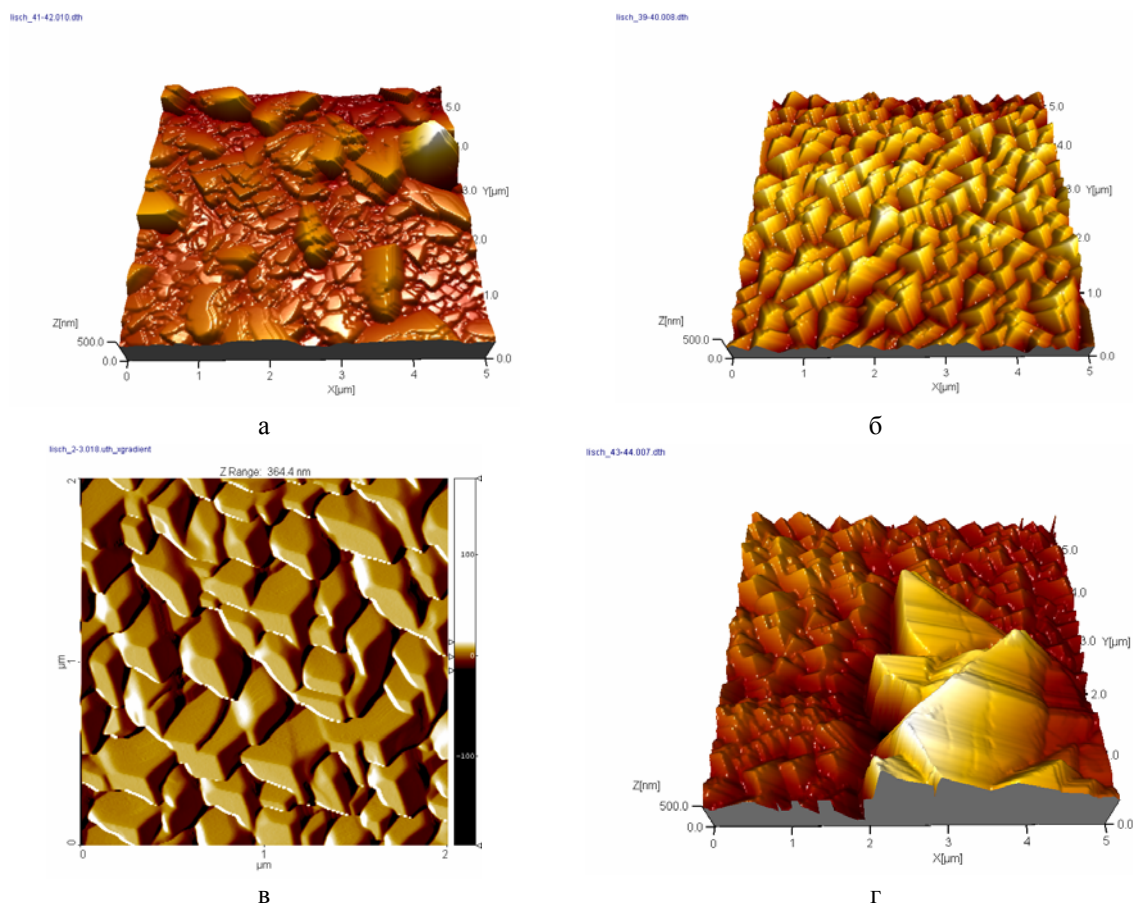 lisch_41-42.010.dth
5.0
.0
3.0 Y[µm]
2.0
1.0
Z[nm]
500.0
0.0
0.0
0 1 2 3 4 5
X[µm]
а
lisch_39-40.008.dth
5.0
4.0
3.0 Y[µm]
2.0
1.0
Z[nm]
500.0
0.0
0.0
0 1 2 3 4 5
X[µm]
б
lisch_2-3.018.uth_xgradient
Z Range: 364.4 nm
2
100
µm
1
0
-100
0
0 1 2
µm
в
lisch_43-44.007.dth
5.0
4.0
3.0 Y[µm]
2.0
.0
Z[nm]
500.0
0.0
0.0
0 1 2 3 4 5
X[µm]
г